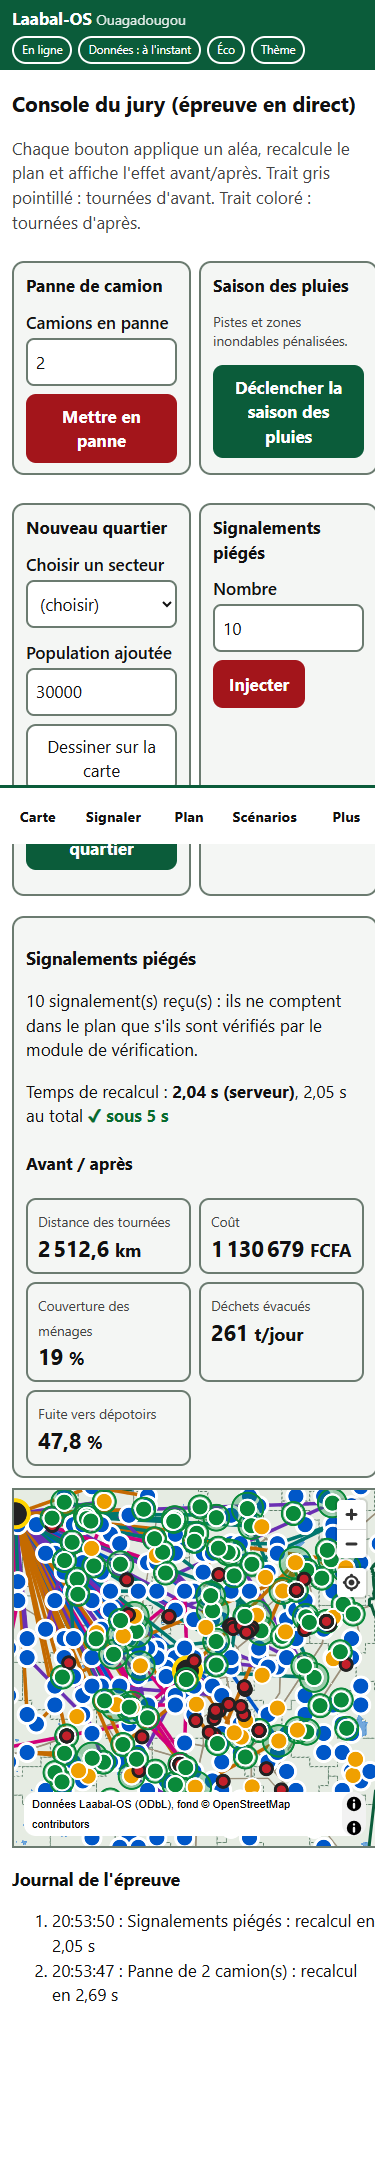 Laabal-OS Ouagadougou
En ligne
Données : à l'instant
Éco
Thème
Console du jury (épreuve en direct)
Chaque bouton applique un aléa, recalcule le
plan et affiche l'effet avant/après. Trait gris
pointillé : tournées d'avant. Trait coloré :
tournées d'après.
Panne de camion
Camions en panne
2
Mettre en
panne
Saison des pluies
Pistes et zones
inondables pénalisées.
Déclencher la
saison des
pluies
Nouveau quartier
Choisir un secteur
(choisir)
Population ajoutée
30000
Dessiner sur la
carte
Signalements
piégés
Nombre
10
Injecter
Carte
Signaler
Plan
Scénarios
Plus
quartier
Signalements piégés
10 signalement(s) reçu(s) : ils ne comptent
dans le plan que s'ils sont vérifiés par le
module de vérification.
Temps de recalcul : 2,04 s (serveur), 2,05 s
au total ✔ sous 5 s
Avant / après
Distance des tournées
2 512,6 km
Coût
1 130 679 FCFA
Couverture des
ménages
19 %
Déchets évacués
261 t/jour
Fuite vers dépotoirs
47,8 %
Données Laabal-OS (ODbL), fond © OpenStreetMap
contributors
Journal de l'épreuve
1. 20:53:50 : Signalements piégés : recalcul en
2,05 s
2. 20:53:47 : Panne de 2 camion(s) : recalcul
en 2,69 s